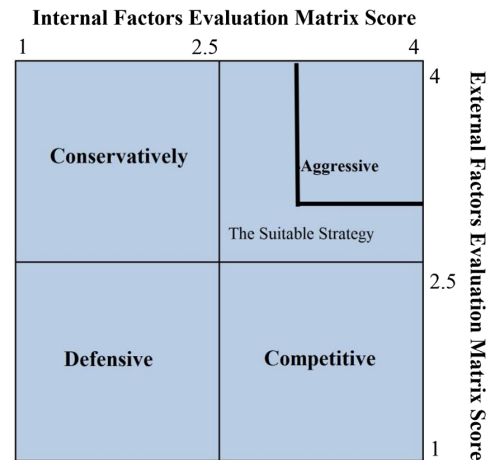 Internal Factors Evaluation Matrix Score
1 2.5 4
4
Conservatively
Aggressive
The Suitable Strategy
2.5
Defensive
Competitive
1
External Factors Evaluation Matrix Score